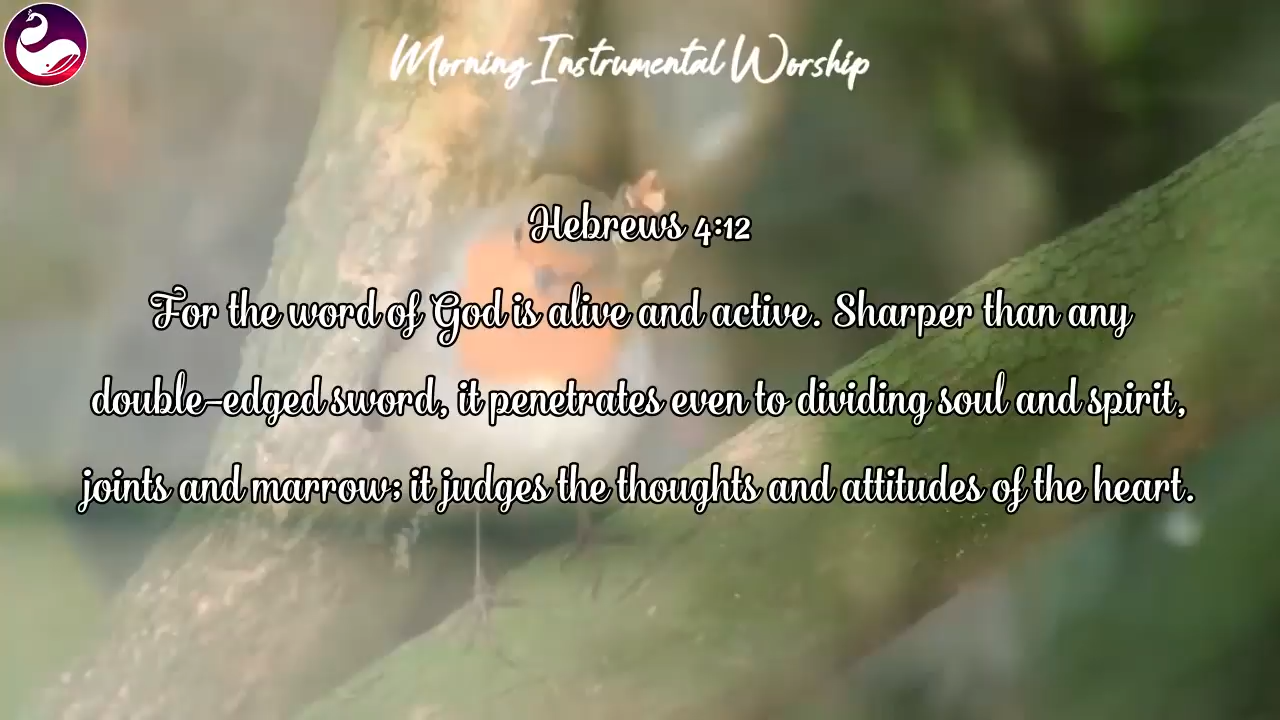 Morning Instrumental Worship
Hebrews 4:12
For the word of God is alive and active. Sharper than any
double-edged sword, it penetrates even to dividing soul and spirit,
joints and marrow; it judges the thoughts and attitudes of the heart.